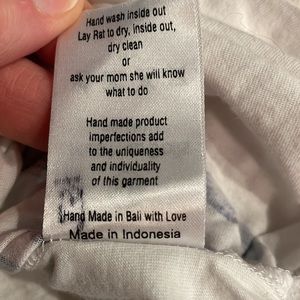 Hand wash inside out
Lay Rat to dry, inside out,
dry clean
or
ask your mom she will know
what to do
Hand made product
imperfections add
to the uniqueness
and individuality
of this garment
Hand Made in Bali with Love
Made in Indonesia